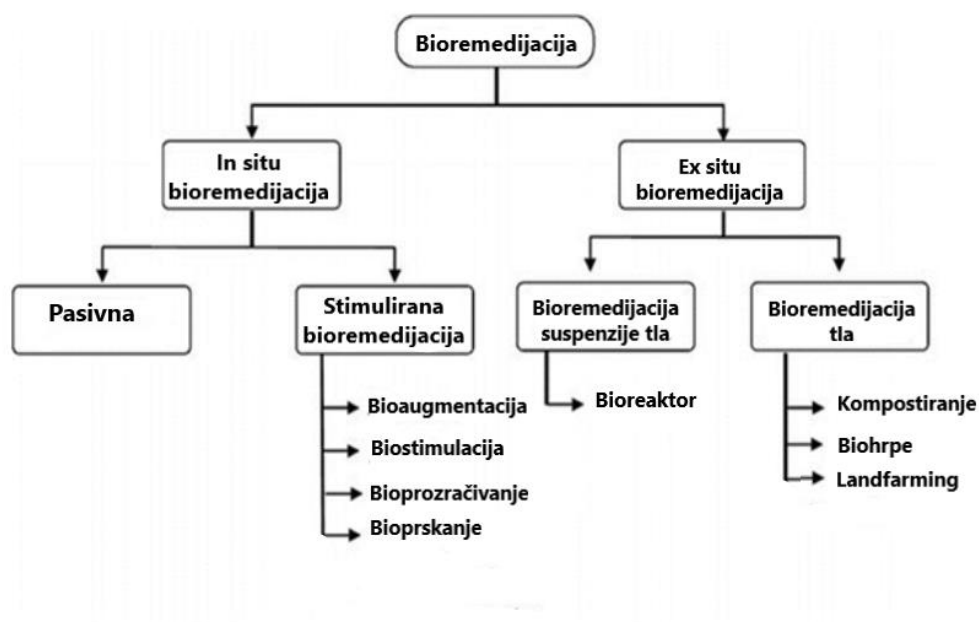 Bioremedijacija
In situ
bioremedijacija
Ex situ
bioremedijacija
Pasivna
Stimulirana
bioremedijacija
Bioremedijacija
suspenzije tla
Bioremedijacija
tla
Bioaugmentacija
Biostimulacija
Bioprozračivanje
Bioprskanje
Bioreaktor
Kompostiranje
Biohrpe
Landfarming